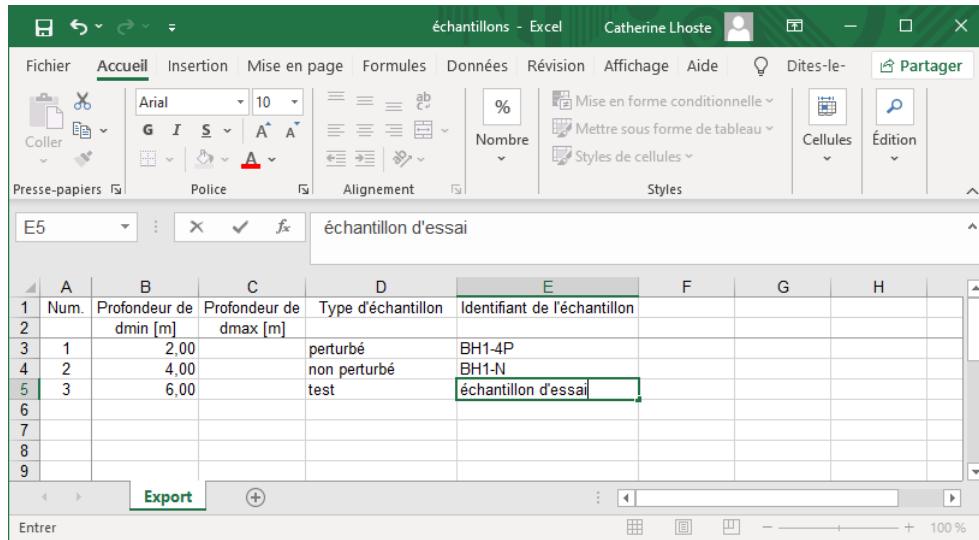 échantillons - Excel Catherine Lhoste
Fichier Accueil Insertion Mise en page Formules Données Révision Affichage Aide Dites-le- Partager
Coller
Arial 10
G I S A A
A
ab
% Nombre
Mise en forme conditionnelle
Mettre sous forme de tableau
Styles de cellules
Cellules
Édition
Presse-papiers Police Alignement Styles
E5 fx échantillon d'essai
A B C D E F G H
1 Num. Profondeur de Profondeur de Type d'échantillon Identifiant de l'échantillon
2 dmin [m] dmax [m]
3 1 2,00 perturbé BH1-4P
4 2 4,00 non perturbé BH1-N
5 3 6,00 test échantillon d'essai
6
7
8
9
Export
Entrer 100 %